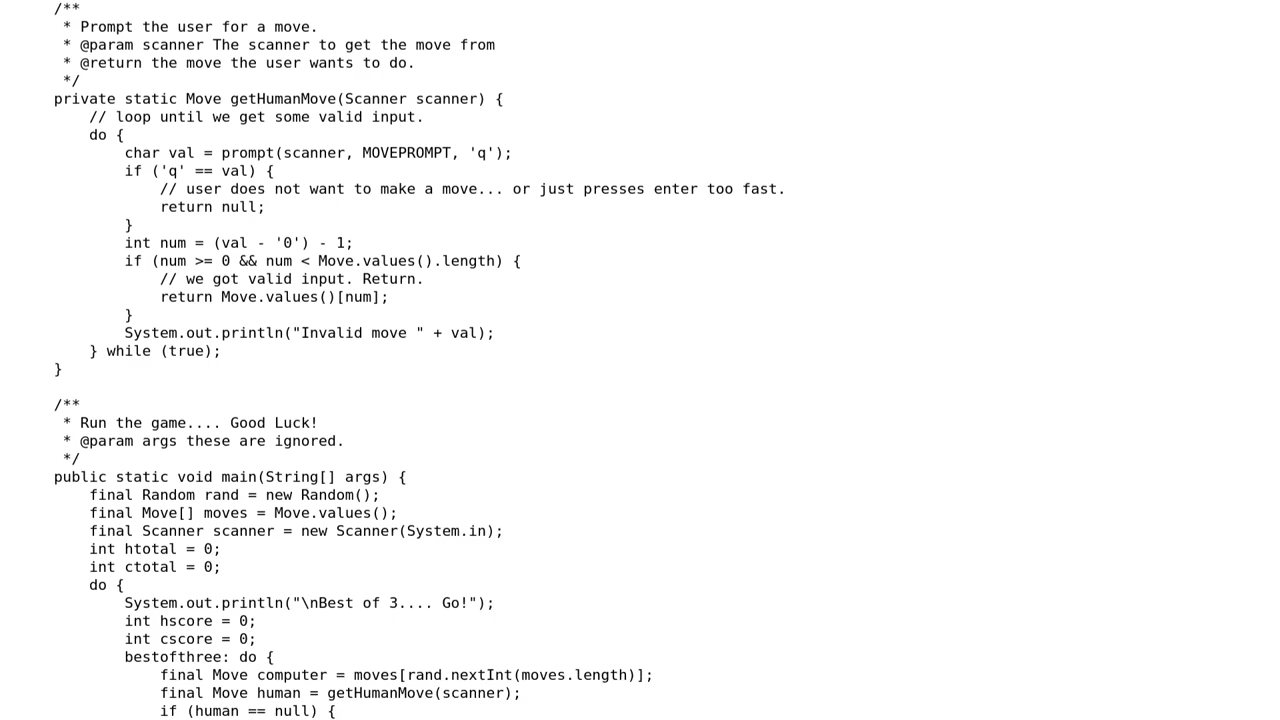 /**
 * Prompt the user for a move.
 * @param scanner The scanner to get the move from
 * @return the move the user wants to do.
 */
private static Move getHumanMove(Scanner scanner) {
    // loop until we get some valid input.
    do {
        char val = prompt(scanner, MOVEPROMPT, 'q');
        if ('q' == val) {
            // user does not want to make a move... or just presses enter too fast.
            return null;
        }
        int num = (val - '0') - 1;
        if (num >= 0 && num < Move.values().length) {
            // we got valid input. Return.
            return Move.values()[num];
        }
        System.out.println("Invalid move " + val);
    } while (true);
}

/**
 * Run the game.... Good Luck!
 * @param args these are ignored.
 */
public static void main(String[] args) {
    final Random rand = new Random();
    final Move[] moves = Move.values();
    final Scanner scanner = new Scanner(System.in);
    int htotal = 0;
    int ctotal = 0;
    do {
        System.out.println("\nBest of 3.... Go!");
        int hscore = 0;
        int cscore = 0;
        bestofthree: do {
            final Move computer = moves[rand.nextInt(moves.length)];
            final Move human = getHumanMove(scanner);
            if (human == null) {